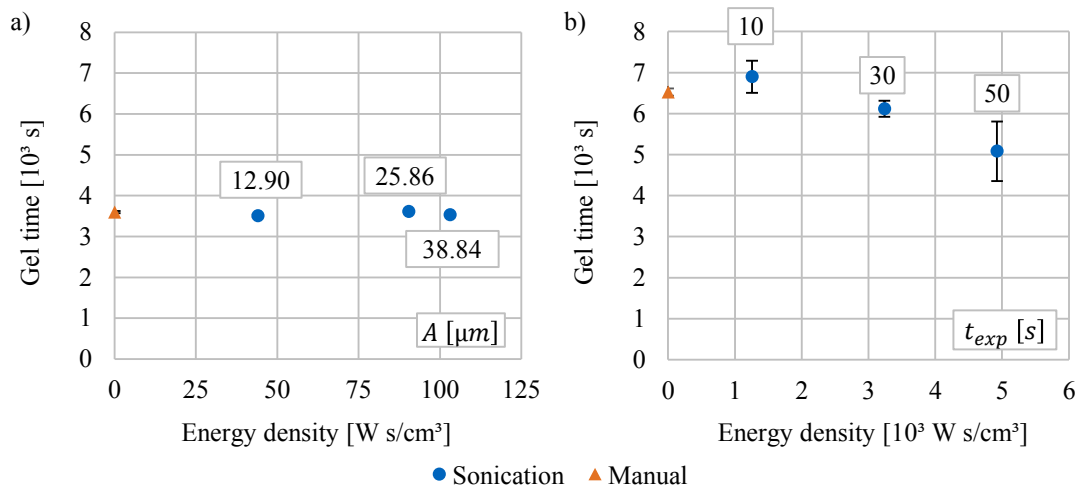 a)
8
7
6
5
4
3
2
1
0
Gel time [10³ s]
12.90
25.86
38.84
A [μm]
0 25 50 75 100 125
Energy density [W s/cm³]
b)
8
7
6
5
4
3
2
1
0
Gel time [10³ s]
10
30
50
t_exp [s]
0 1 2 3 4 5 6
Energy density [10³ W s/cm³]
Sonication Manual